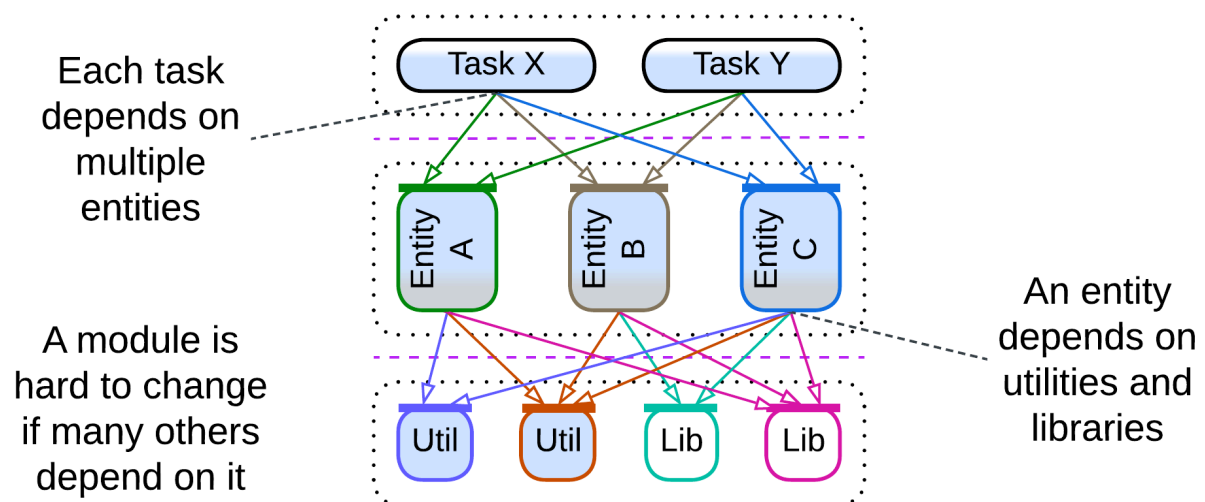 Task X
Task Y
Each task
depends on
multiple
entities
Entity
A
Entity
B
Entity
C
An entity
depends on
utilities and
libraries
A module is
hard to change
if many others
depend on it
Util
Util
Lib
Lib